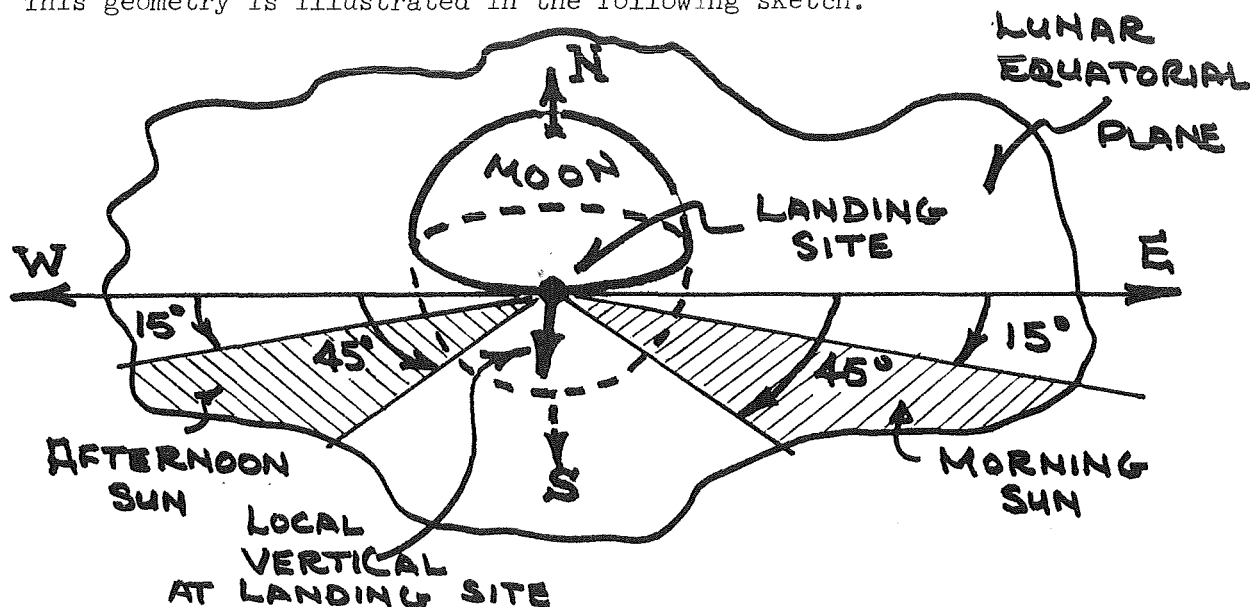 This geometry is illustrated in the following sketch.
LUNAR
EQUATORIAL
PLANE
N
MOON
LANDING
SITE
W
E
15°
45°
45°
15°
AFTERNOON
SUN
S
MORNING
SUN
LOCAL
VERTICAL
AT LANDING SITE